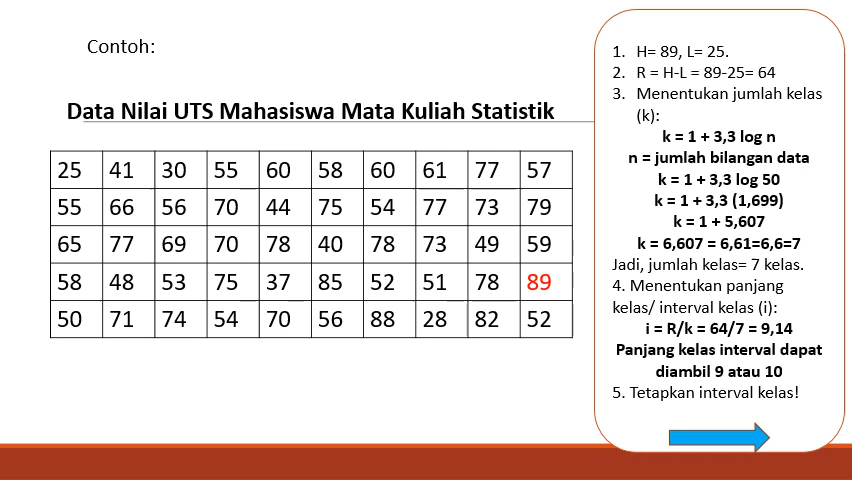 Contoh:
Data Nilai UTS Mahasiswa Mata Kuliah Statistik
25 41 30 55 60 58 60 61 77 57
55 66 56 70 44 75 54 77 73 79
65 77 69 70 78 40 78 73 49 59
58 48 53 75 37 85 52 51 78 89
50 71 74 54 70 56 88 28 82 52
1. H= 89, L= 25.
2. R = H-L = 89-25= 64
3. Menentukan jumlah kelas
(k):
k = 1 + 3,3 log n
n = jumlah bilangan data
k = 1 + 3,3 log 50
k = 1 + 3,3 (1,699)
k = 1 + 5,607
k = 6,607 = 6,61=6,6=7
Jadi, jumlah kelas= 7 kelas.
4. Menentukan panjang
kelas/ interval kelas (i):
i = R/k = 64/7 = 9,14
Panjang kelas interval dapat
diambil 9 atau 10
5. Tetapkan interval kelas!